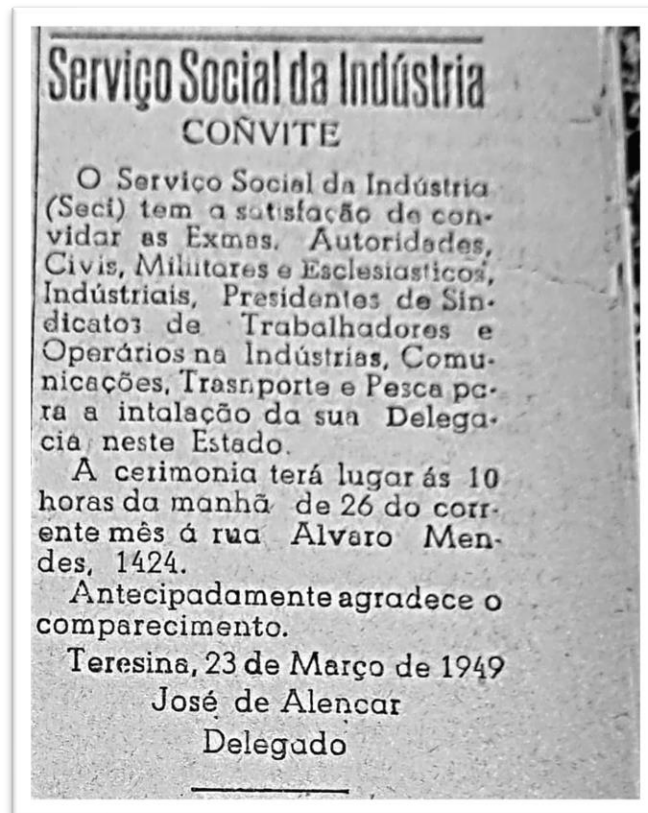 Serviço Social da Indústria
COÑVITE
O Serviço Social da Indústria
(Seci) tem a satisfação de con-
vidar as Exmas. Autoridades,
Civis, Milutares e Esclesiasticos,
Indústriais, Presidentes de Sin-
dicatos de Trabalhadores e
Operários na Indústrias, Comu-
nicações, Trasnporte e Pesca pa-
ra a intalação da sua Delega-
cia neste Estado.
A cerimonia terá lugar ás 10
horas da manhã de 26 do corr-
ente mês á rua Alvaro Men-
des, 1424.
Antecipadamente agradece o
comparecimento.
Teresina, 23 de Março de 1949
José de Alencar
Delegado